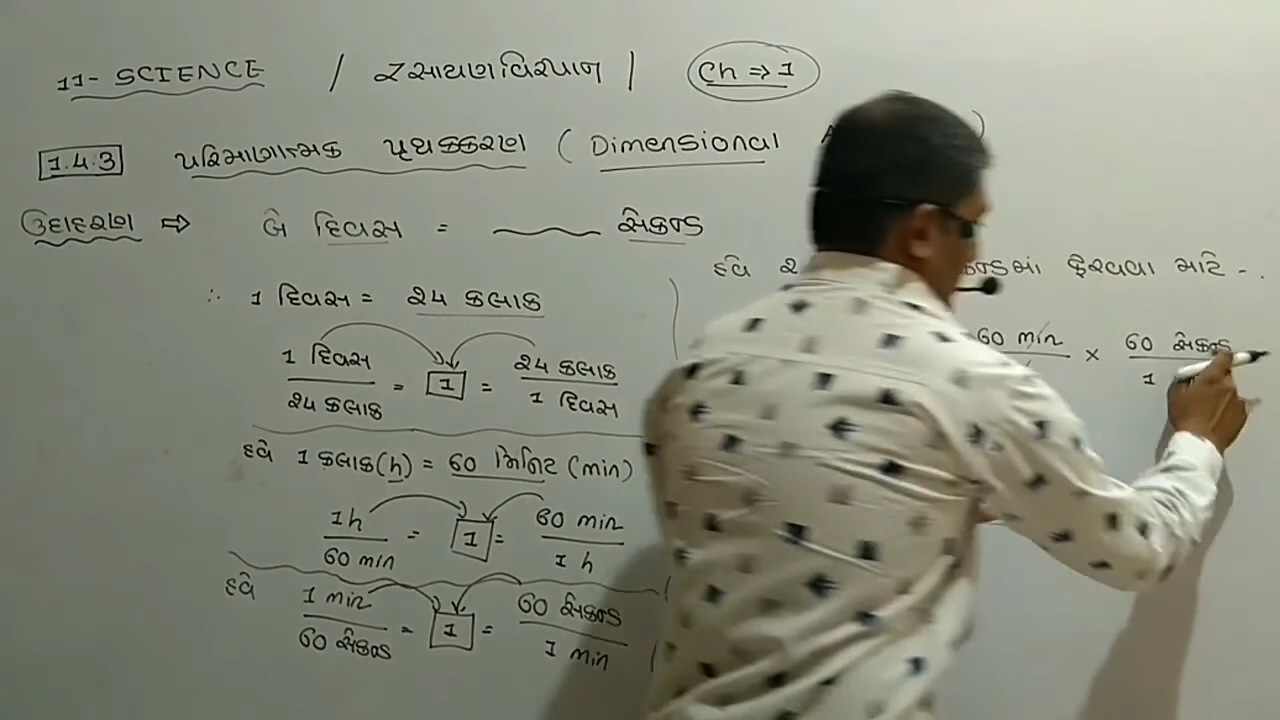 11- SCIENCE / રસાયણવિજ્ઞાન | Ch ⇒ 1
1.4.3 પરિમાણાત્મક પૃથક્કરણ ( Dimensional )
ઉદાહરણ ⇒ બે દિવસ = ______ સેકન્ડ
∴ 1 દિવસ = 24 કલાક
1 દિવસ / 24 કલાક = 1 = 24 કલાક / 1 દિવસ
હવે 1 કલાક(h) = 60 મિનિટ (min)
1h / 60 min = 1 = 60 min / 1 h
હવે 1 min / 60 સેકન્ડ = 1 = 60 સેકન્ડ / 1 min
હવે 2 ફેરવવા માટે -..
60 min × 60 સેકન્ડ / 1